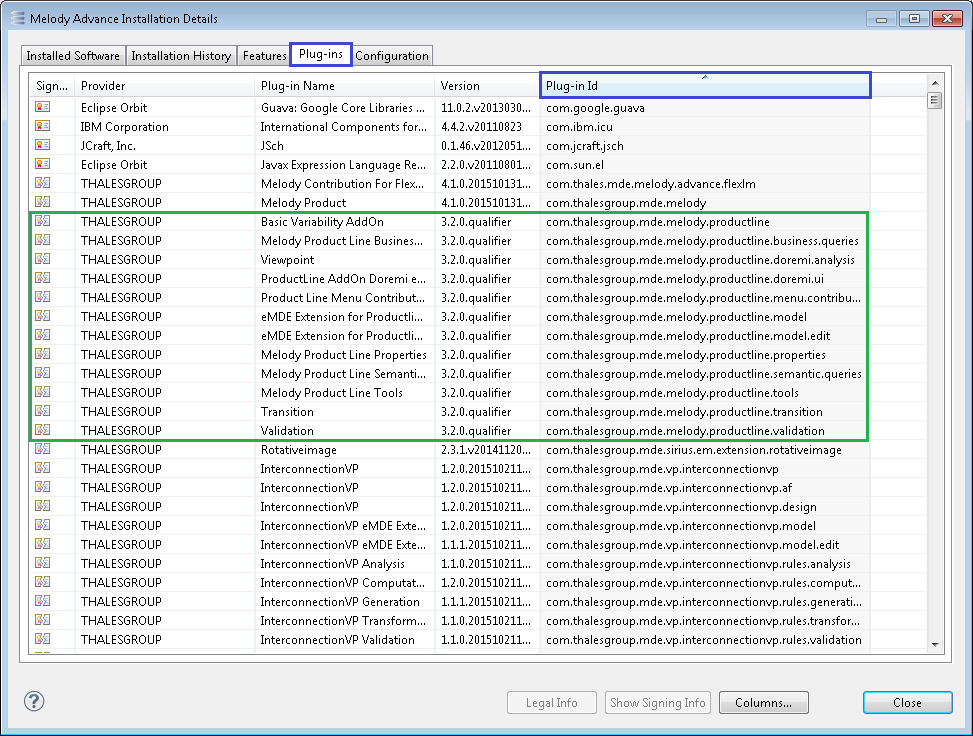 Melody Advance Installation Details
Installed Software Installation History Features Plug-ins Configuration
Sign... Provider Plug-in Name Version Plug-in Id
Eclipse Orbit Guava: Google Core Libraries ... 11.0.2.v2013030... com.google.guava
IBM Corporation International Components for... 4.4.2.v20110823 com.ibm.icu
JCraft, Inc. JSch 0.1.46.v2012051... com.jcraft.jsch
Eclipse Orbit Javax Expression Language Re... 2.2.0.v2011080... com.sun.el
THALESGROUP Melody Contribution For Flex... 4.1.0.201510131... com.thales.mde.melody.advance.flexlm
THALESGROUP Melody Product 4.1.0.201510131... com.thalesgroup.mde.melody
THALESGROUP Basic Variability AddOn 3.2.0.qualifier com.thalesgroup.mde.melody.productline
THALESGROUP Melody Product Line Busines... 3.2.0.qualifier com.thalesgroup.mde.melody.productline.business.queries
THALESGROUP Viewpoint 3.2.0.qualifier com.thalesgroup.mde.melody.productline.doremi.analysis
THALESGROUP ProductLine AddOn Doremi e... 3.2.0.qualifier com.thalesgroup.mde.melody.productline.doremi.ui
THALESGROUP Product Line Menu Contribut... 3.2.0.qualifier com.thalesgroup.mde.melody.productline.menu.contribu...
THALESGROUP eMDE Extension for Productli... 3.2.0.qualifier com.thalesgroup.mde.melody.productline.model
THALESGROUP eMDE Extension for Productli... 3.2.0.qualifier com.thalesgroup.mde.melody.productline.model.edit
THALESGROUP Melody Product Line Properties 3.2.0.qualifier com.thalesgroup.mde.melody.productline.properties
THALESGROUP Melody Product Line Semanti... 3.2.0.qualifier com.thalesgroup.mde.melody.productline.semantic.queries
THALESGROUP Melody Product Line Tools 3.2.0.qualifier com.thalesgroup.mde.melody.productline.tools
THALESGROUP Transition 3.2.0.qualifier com.thalesgroup.mde.melody.productline.transition
THALESGROUP Validation 3.2.0.qualifier com.thalesgroup.mde.melody.productline.validation
THALESGROUP Rotativeimage 2.3.1.v20141120... com.thalesgroup.mde.sirius.em.extension.rotativeimage
THALESGROUP InterconnectionVP 1.2.0.201510211... com.thalesgroup.mde.vp.interconnectionvp
THALESGROUP InterconnectionVP 1.2.0.201510211... com.thalesgroup.mde.vp.interconnectionvp.af
THALESGROUP InterconnectionVP 1.2.0.201510211... com.thalesgroup.mde.vp.interconnectionvp.design
THALESGROUP InterconnectionVP eMDE Exte... 1.2.0.201510211... com.thalesgroup.mde.vp.interconnectionvp.model
THALESGROUP InterconnectionVP eMDE Exte... 1.1.1.201510211... com.thalesgroup.mde.vp.interconnectionvp.model.edit
THALESGROUP InterconnectionVP Analysis 1.1.0.201510211... com.thalesgroup.mde.vp.interconnectionvp.rules.analysis
THALESGROUP InterconnectionVP Computat... 1.2.0.201510211... com.thalesgroup.mde.vp.interconnectionvp.rules.comput...
THALESGROUP InterconnectionVP Generation 1.1.1.201510211... com.thalesgroup.mde.vp.interconnectionvp.rules.generati...
THALESGROUP InterconnectionVP Transform... 1.1.0.201510211... com.thalesgroup.mde.vp.interconnectionvp.rules.transfor...
THALESGROUP InterconnectionVP Validation 1.1.0.201510211... com.thalesgroup.mde.vp.interconnectionvp.rules.validation
? Legal Info Show Signing Info Columns... Close